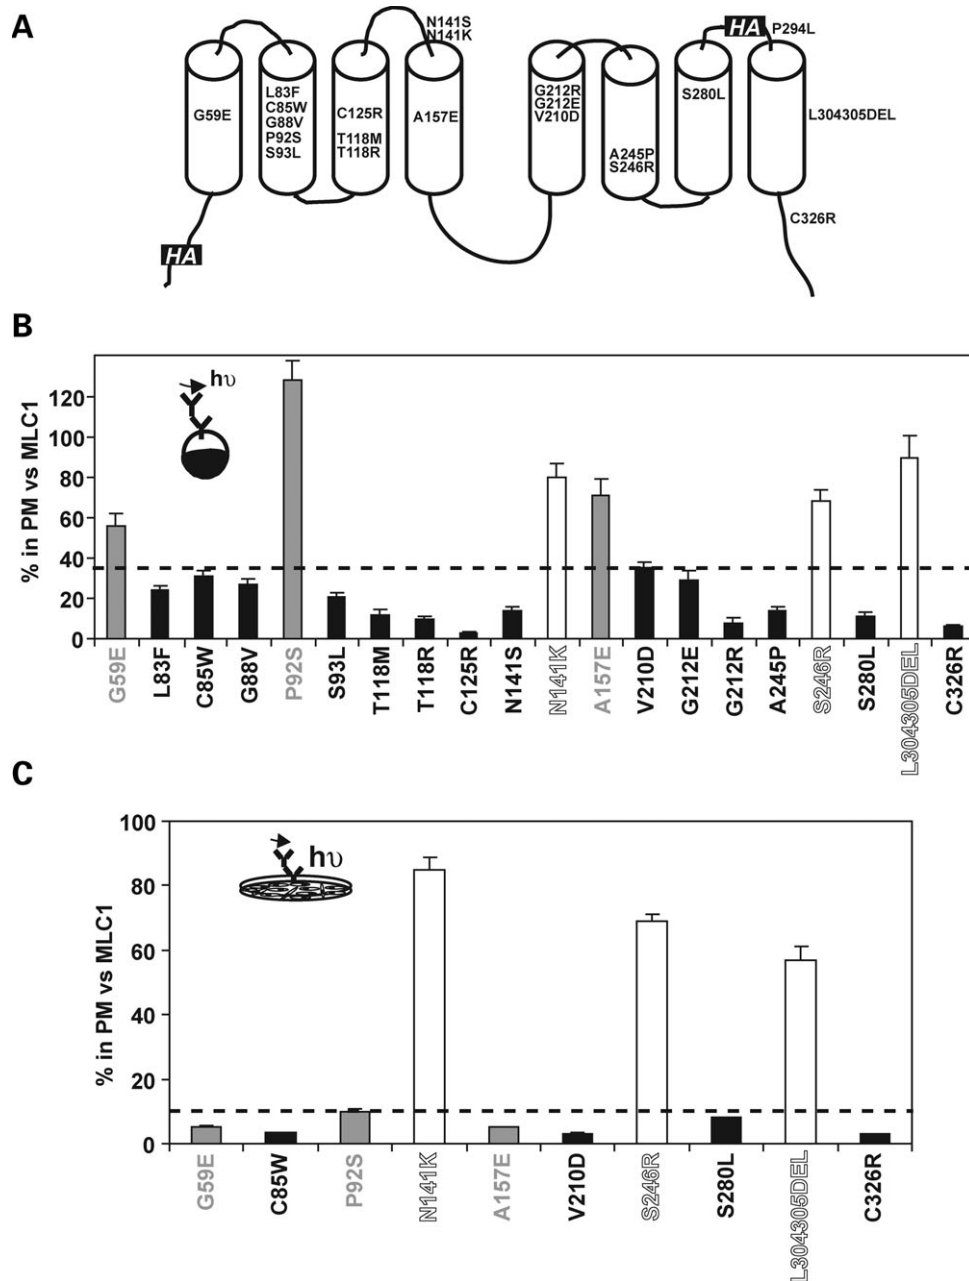 A
N141S
N141K
HA
P294L
G59E
L83F
C85W
G88V
P92S
S93L
C125R
T118M
T118R
A157E
G212R
G212E
V210D
A245P
S246R
S280L
L304305DEL
C326R
HA
B
% in PM vs MLC1
120
100
80
60
40
20
0
hυ
G59E
L83F
C85W
G88V
P92S
S93L
T118M
T118R
C125R
N141S
N141K
A157E
V210D
G212E
G212R
A245P
S246R
S280L
L304305DEL
C326R
C
% in PM vs MLC1
100
80
60
40
20
0
hυ
G59E
C85W
P92S
N141K
A157E
V210D
S246R
S280L
L304305DEL
C326R